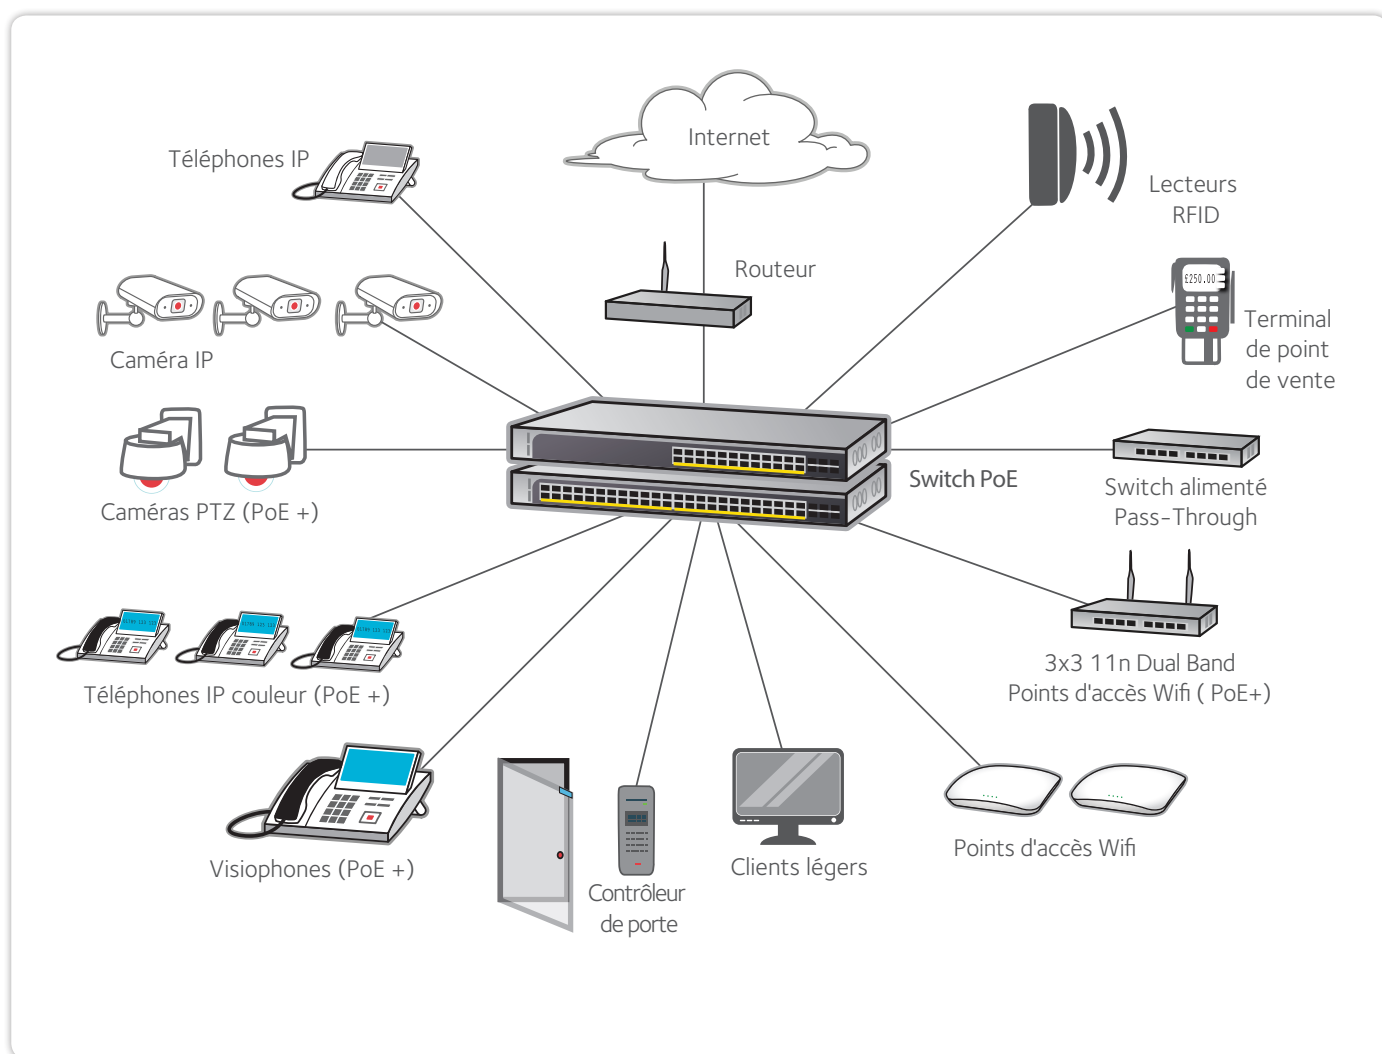 Internet
Téléphones IP
Lecteurs
RFID
Routeur
£250.00
Terminal
de point
de vente
Caméra IP
Switch PoE
Switch alimenté
Pass-Through
Caméras PTZ (PoE +)
3x3 11n Dual Band
Points d'accès Wifi ( PoE+)
Téléphones IP couleur (PoE +)
Visiophones (PoE +)
Contrôleur
de porte
Clients légers
Points d'accès Wifi